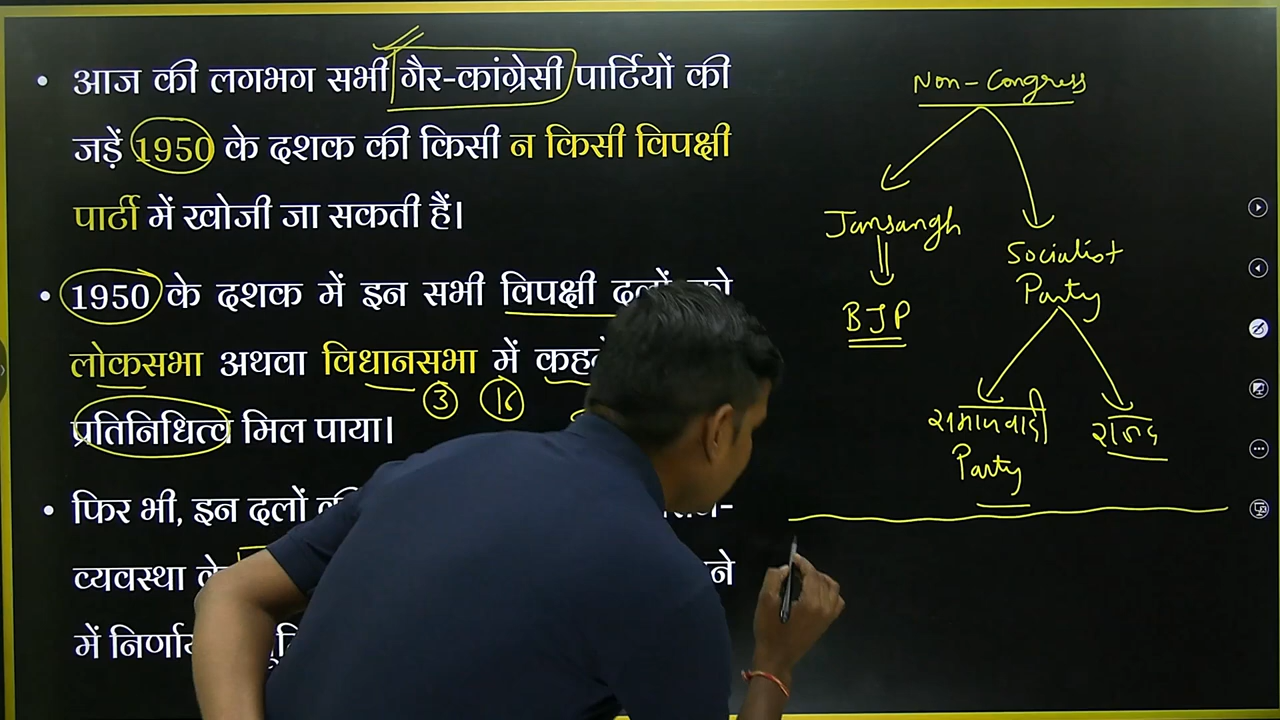 आज की लगभग सभी गैर-कांग्रेसी पार्टियों की
जड़ें 1950 के दशक की किसी न किसी विपक्षी
पार्टी में खोजी जा सकती हैं।
1950 के दशक में इन सभी विपक्षी दलों को
लोकसभा अथवा विधानसभा में
3 16
प्रतिनिधित्व मिल पाया।
फिर भी, इन दलों
व्यवस्था के
ने
में
Non-Congress
Jansangh
BJP
Socialist
Party
समाजवादी
Party
राजद